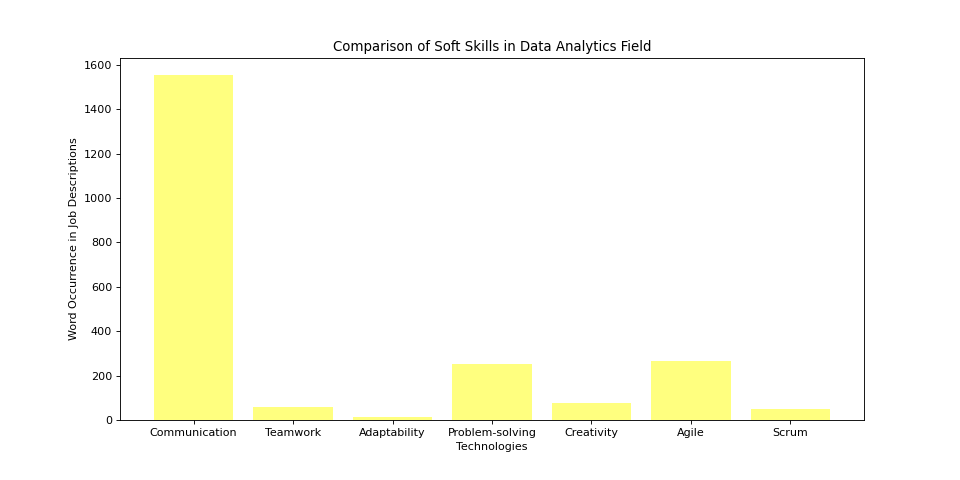 Comparison of Soft Skills in Data Analytics Field
Word Occurrence in Job Descriptions
1600
1400
1200
1000
800
600
400
200
0
Communication Teamwork Adaptability Problem-solving Creativity Agile Scrum
Technologies